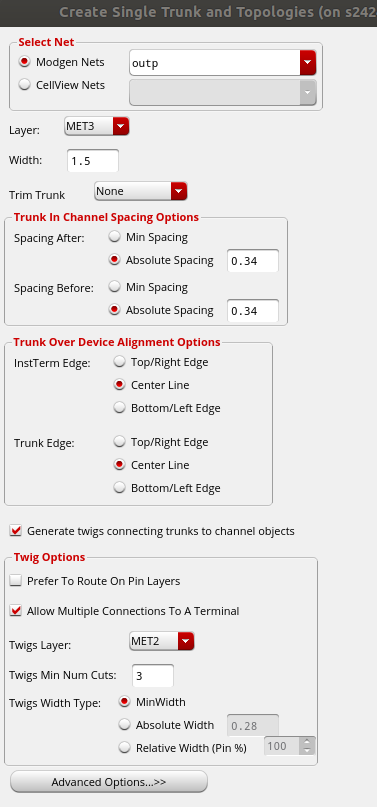 Create Single Trunk and Topologies (on s242
Select Net
Modgen Nets outp
CellView Nets
Layer: MET3
Width: 1.5
Trim Trunk None
Trunk In Channel Spacing Options
Spacing After: Min Spacing
Absolute Spacing 0.34
Spacing Before: Min Spacing
Absolute Spacing 0.34
Trunk Over Device Alignment Options
InstTerm Edge: Top/Right Edge
Center Line
Bottom/Left Edge
Trunk Edge: Top/Right Edge
Center Line
Bottom/Left Edge
Generate twigs connecting trunks to channel objects
Twig Options
Prefer To Route On Pin Layers
Allow Multiple Connections To A Terminal
Twigs Layer: MET2
Twigs Min Num Cuts: 3
Twigs Width Type: MinWidth
Absolute Width 0.28
Relative Width (Pin %) 100
Advanced Options...>>